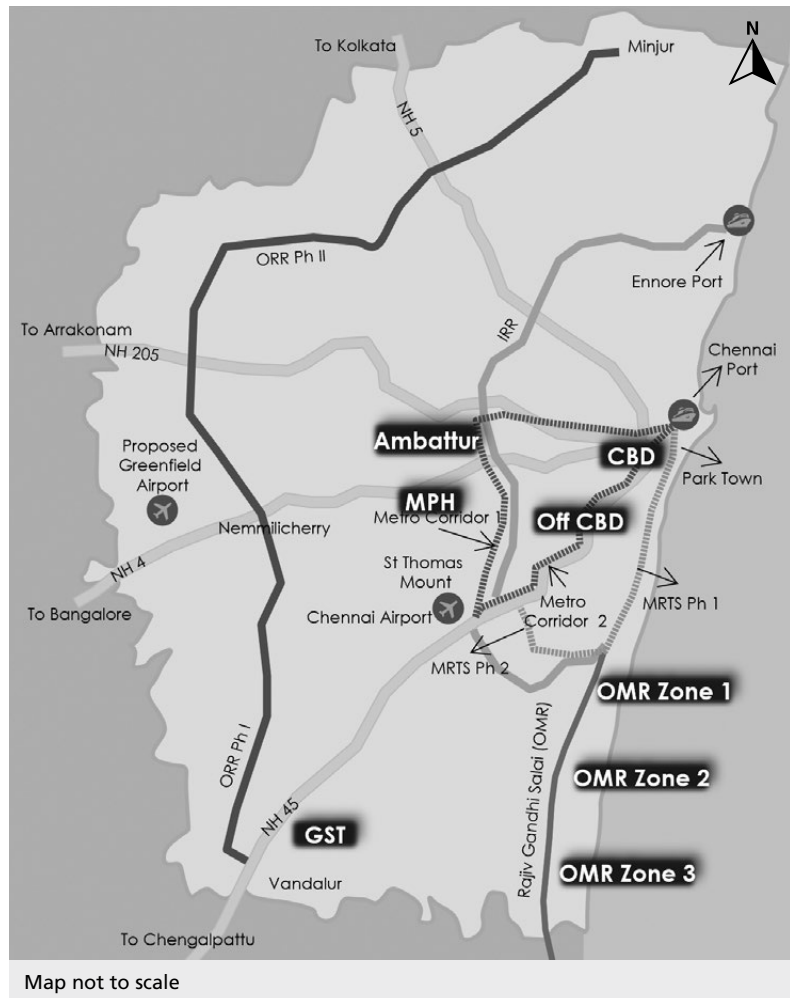 N
To Kolkata
Minjur
NH 5
ORR Ph II
Ennore Port
IRR
To Arrakonam
NH 205
Chennai
Port
Ambattur
CBD
Proposed
Greenfield
Airport
Park Town
MPH
Metro Corridor 1
Off CBD
Nemmilicherry
NH 4
St Thomas
Mount
To Bangalore
Chennai Airport
Metro
Corridor 2
MRTS Ph 1
MRTS Ph 2
OMR Zone 1
ORR Ph I
Rajiv Gandhi Salai (OMR)
OMR Zone 2
NH 45
GST
OMR Zone 3
Vandalur
To Chengalpattu
Map not to scale